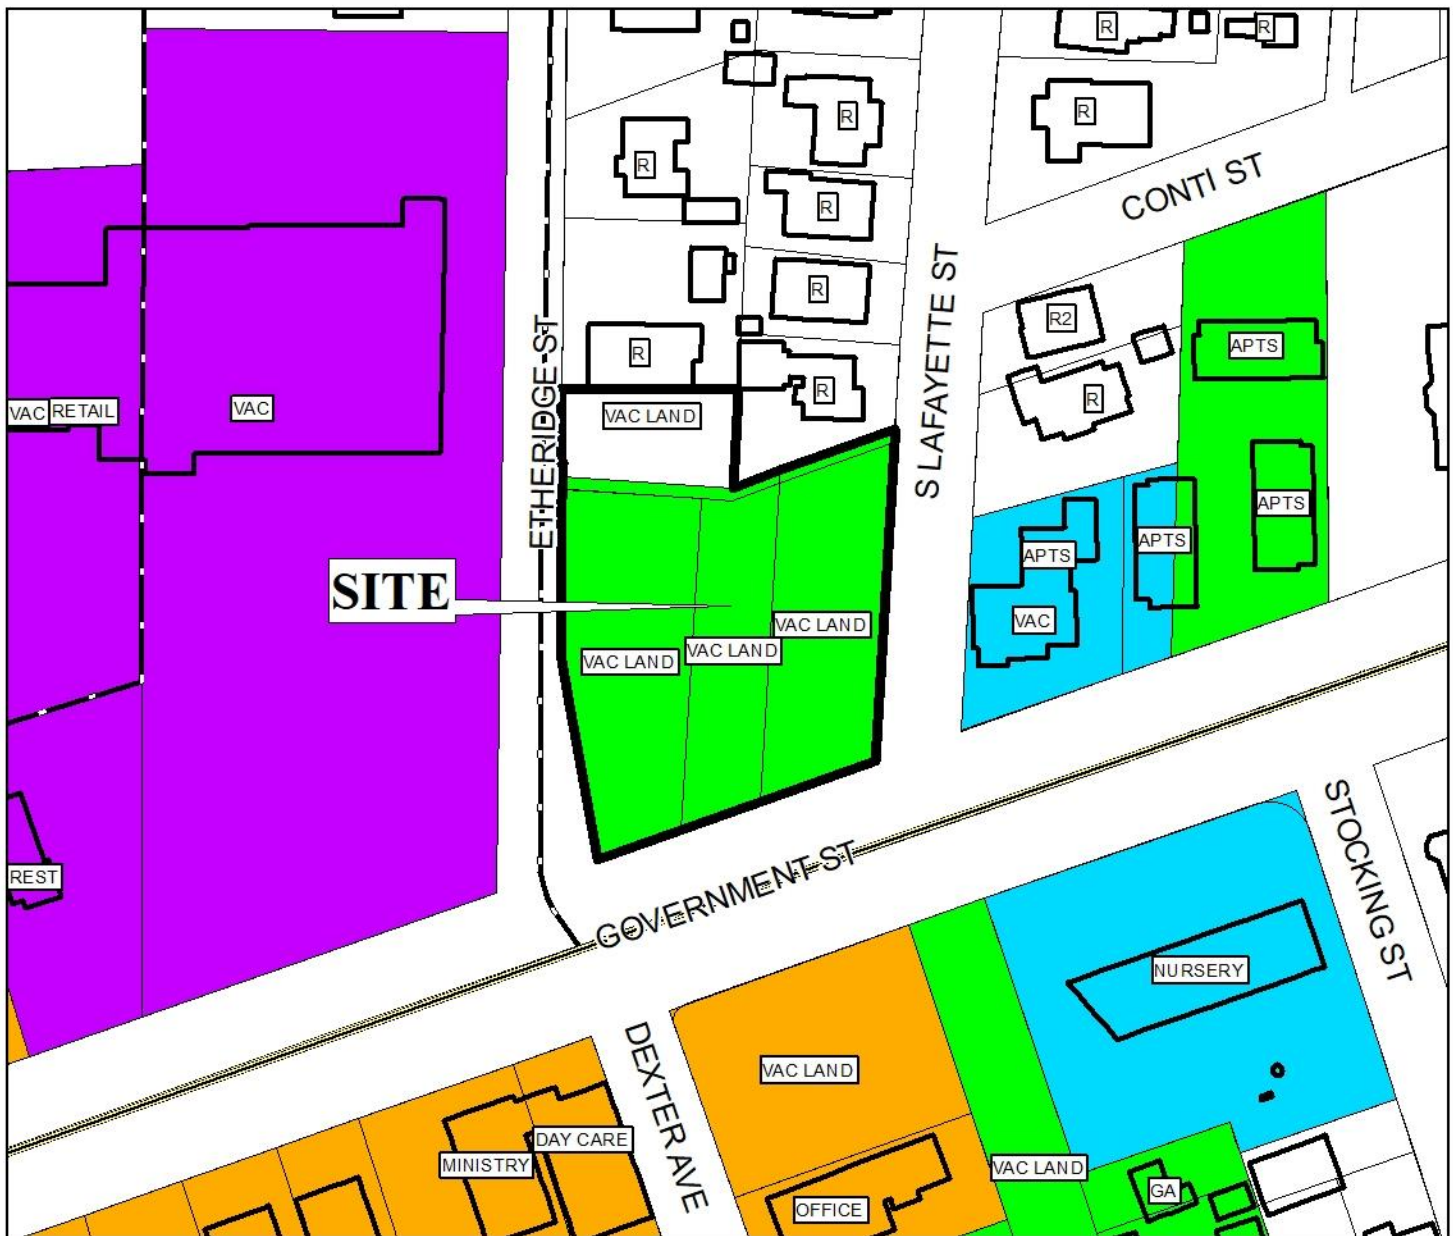 R
R
R
R
R
CONTI ST
R
S LAFAYETTE ST
R
R2
APTS
ETHERIDGE ST
R
R
R
VAC
RETAIL
VAC
VAC LAND
APTS
APTS
APTS
SITE
VAC
VAC LAND
VAC LAND
VAC LAND
STOCKING ST
GOVERNMENT ST
REST
NURSERY
DEXTER AVE
VAC LAND
DAY CARE
MINISTRY
VAC LAND
GA
OFFICE